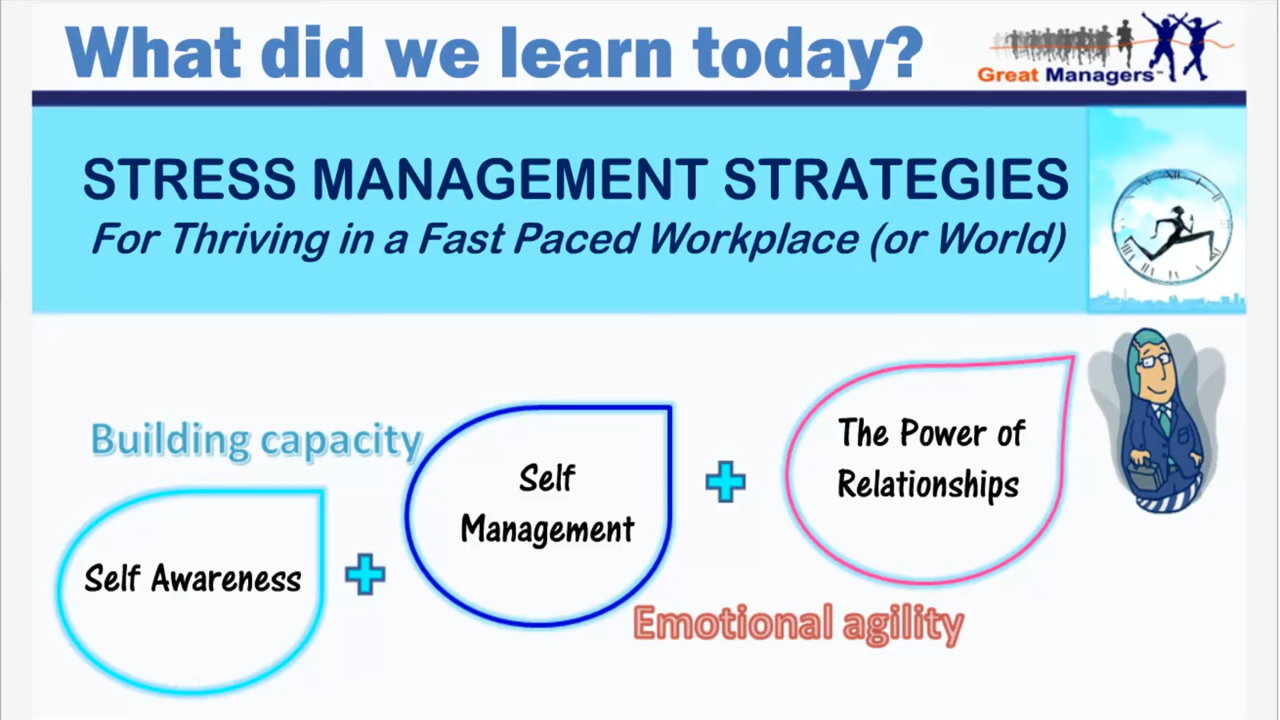 What did we learn today?
Great Managers™
STRESS MANAGEMENT STRATEGIES
For Thriving in a Fast Paced Workplace (or World)
Building capacity
Self Awareness
Self
Management
The Power of
Relationships
Emotional agility